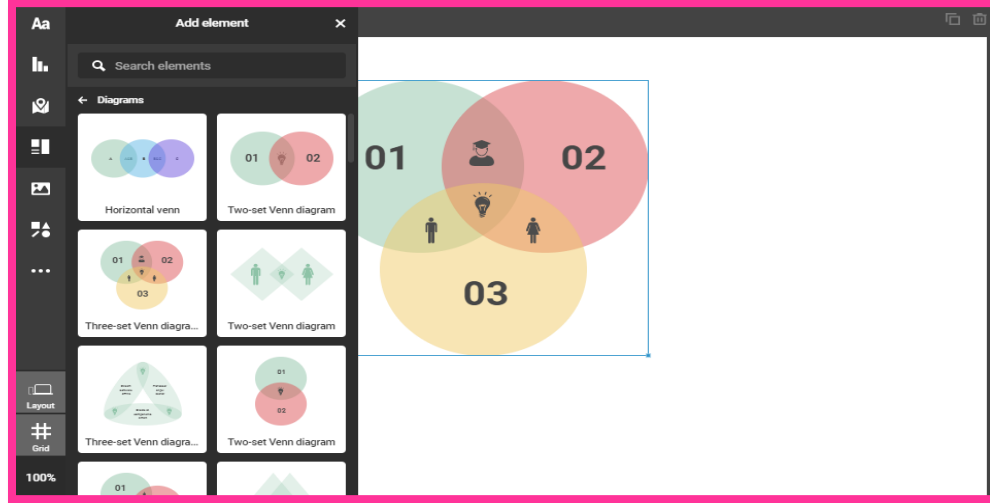 Aa
Add element
Search elements
Diagrams
Horizontal venn
01 02
Two-set Venn diagram
01 02
03
Three-set Venn diagra...
Two-set Venn diagram
Three-set Venn diagra...
01
02
Two-set Venn diagram
01
Layout
Grid
100%
01 02
03